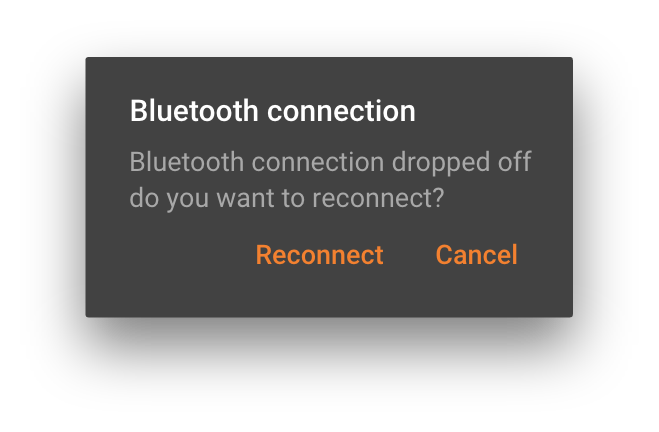 Bluetooth connection
Bluetooth connection dropped off
do you want to reconnect?
Reconnect Cancel